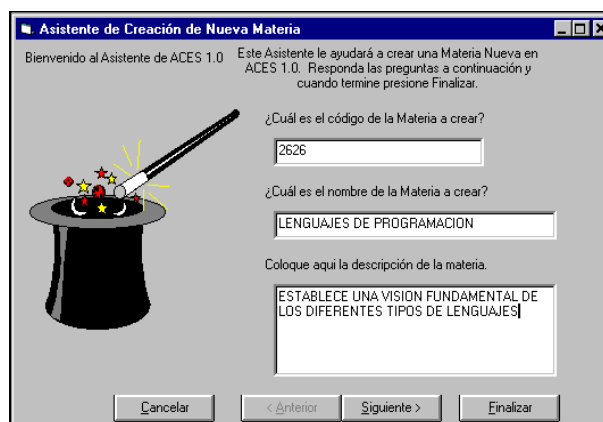 Asistente de Creación de Nueva Materia
Bienvenido al Asistente de ACES 1.0
Este Asistente le ayudará a crear una Materia Nueva en
ACES 1.0. Responda las preguntas a continuación y
cuando termine presione Finalizar.
¿Cuál es el código de la Materia a crear?
2626
¿Cuál es el nombre de la Materia a crear?
LENGUAJES DE PROGRAMACION
Coloque aqui la descripción de la materia.
ESTABLECE UNA VISION FUNDAMENTAL DE
LOS DIFERENTES TIPOS DE LENGUAJES
Cancelar
< Anterior
Siguiente >
Finalizar